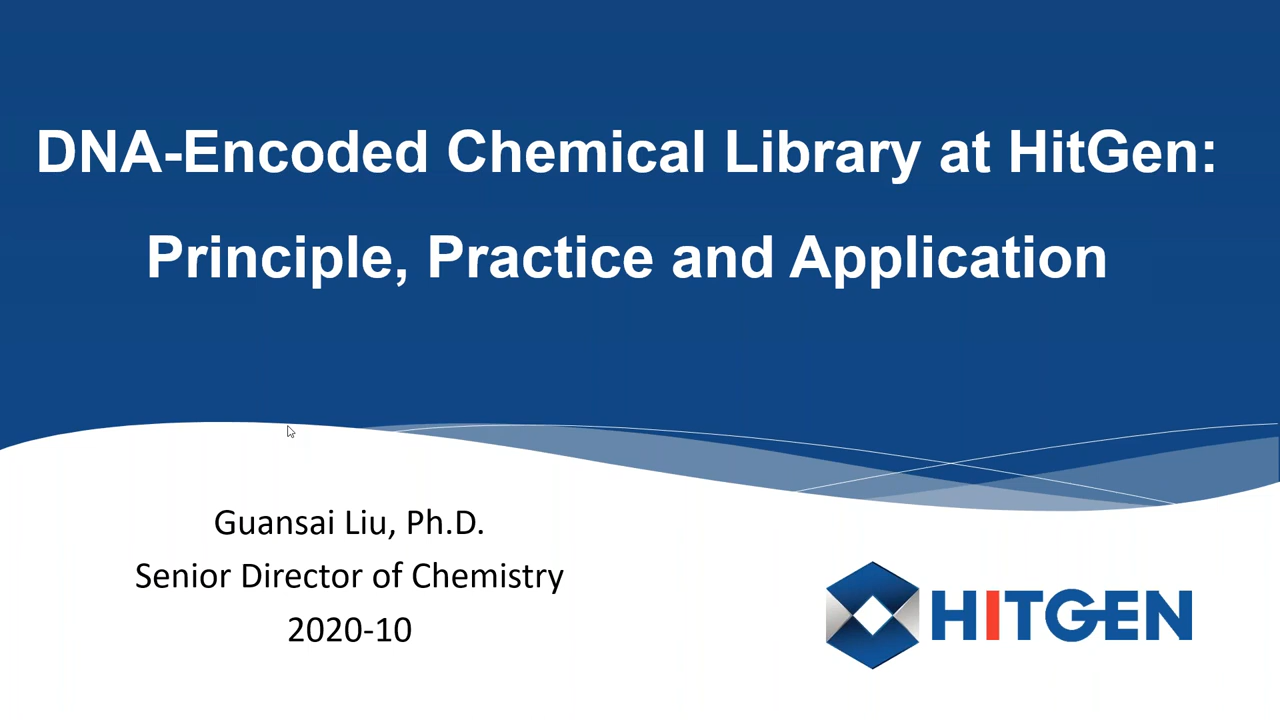 DNA-Encoded Chemical Library at HitGen:
Principle, Practice and Application
Guansai Liu, Ph.D.
Senior Director of Chemistry
2020-10
HITGEN